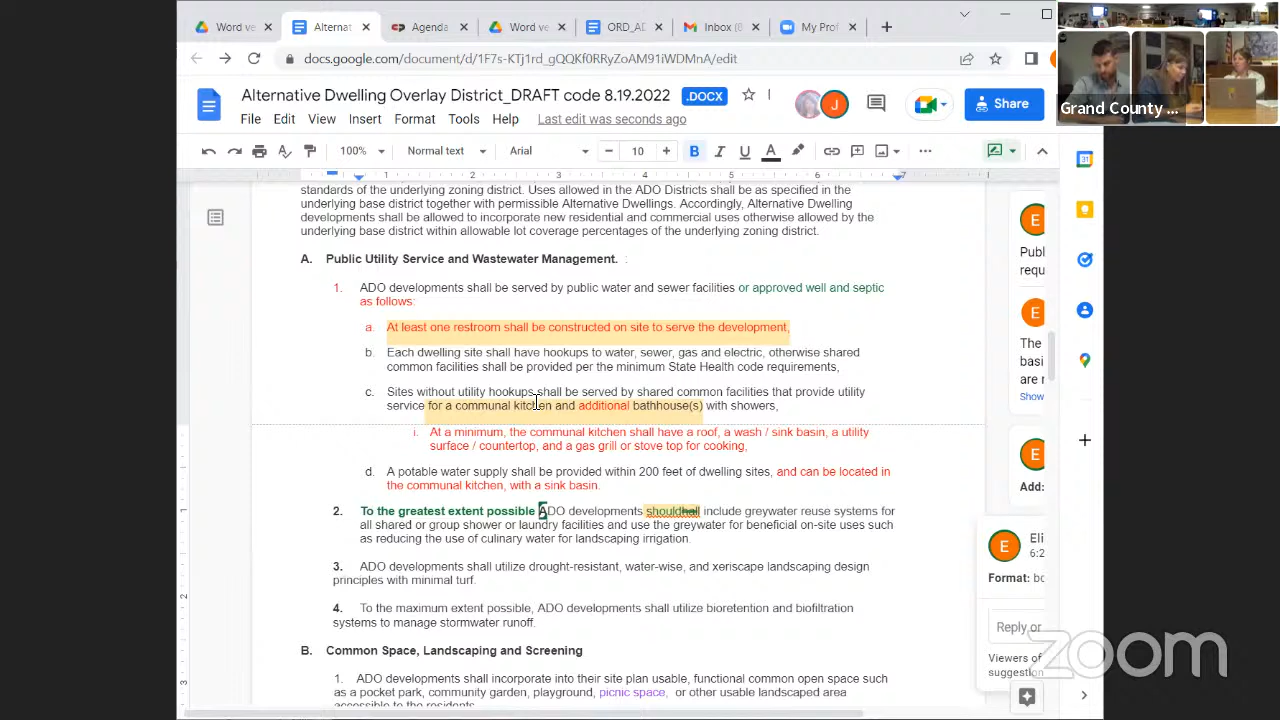 Word ve
Alternat
Agenda
Word ve
ORD_AD
Inbox (8
My Prof
docs.google.com/document/d/1F7s-KTj1rd_gQQKf0RRyZoAM91iWDMnA/edit
Grand County ...
Alternative Dwelling Overlay District_DRAFT code 8.19.2022
.DOCX
J
Share
File Edit View Insert Format Tools Help Last edit was seconds ago
100% Normal text Arial 10 B I U A
2 3 4 5 6 7
standards of the underlying zoning district. Uses allowed in the ADO Districts shall be as specified in the
underlying base district together with permissible Alternative Dwellings. Accordingly, Alternative Dwelling
developments shall be allowed to incorporate new residential and commercial uses otherwise allowed by the
underlying base district within allowable lot coverage percentages of the underlying zoning district.
A. Public Utility Service and Wastewater Management. :
1. ADO developments shall be served by public water and sewer facilities or approved well and septic
as follows:
a. At least one restroom shall be constructed on site to serve the development,
b. Each dwelling site shall have hookups to water, sewer, gas and electric, otherwise shared
common facilities shall be provided per the minimum State Health code requirements,
c. Sites without utility hookups shall be served by shared common facilities that provide utility
service for a communal kitchen and additional bathhouse(s) with showers,
i. At a minimum, the communal kitchen shall have a roof, a wash / sink basin, a utility
surface / countertop, and a gas grill or stove top for cooking,
d. A potable water supply shall be provided within 200 feet of dwelling sites, and can be located in
the communal kitchen, with a sink basin.
2. To the greatest extent possible ADO developments shouldhall include greywater reuse systems for
all shared or group shower or laundry facilities and use the greywater for beneficial on-site uses such
as reducing the use of culinary water for landscaping irrigation.
3. ADO developments shall utilize drought-resistant, water-wise, and xeriscape landscaping design
principles with minimal turf.
4. To the maximum extent possible, ADO developments shall utilize bioretention and biofiltration
systems to manage stormwater runoff.
B. Common Space, Landscaping and Screening
1. ADO developments shall incorporate into their site plan usable, functional common open space such
as a pocket park, community garden, playground, picnic space, or other usable landscaped area
accessible to the residents
E
Publ
requ
E
The
basi
are n
Show
E
Add:
E
Eli
6:2
Format: bo
Reply or
Viewers of
suggestion
31
zoom